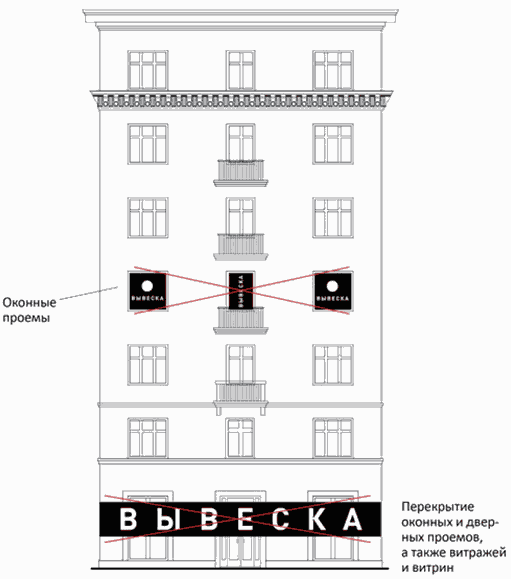 ВЫВЕСКА
ВЫВЕСКА
ВЫВЕСКА
Оконные
проемы
ВЫВЕСКА
Перекрытие
оконных и двер-
ных проемов,
а также витражей
и витрин